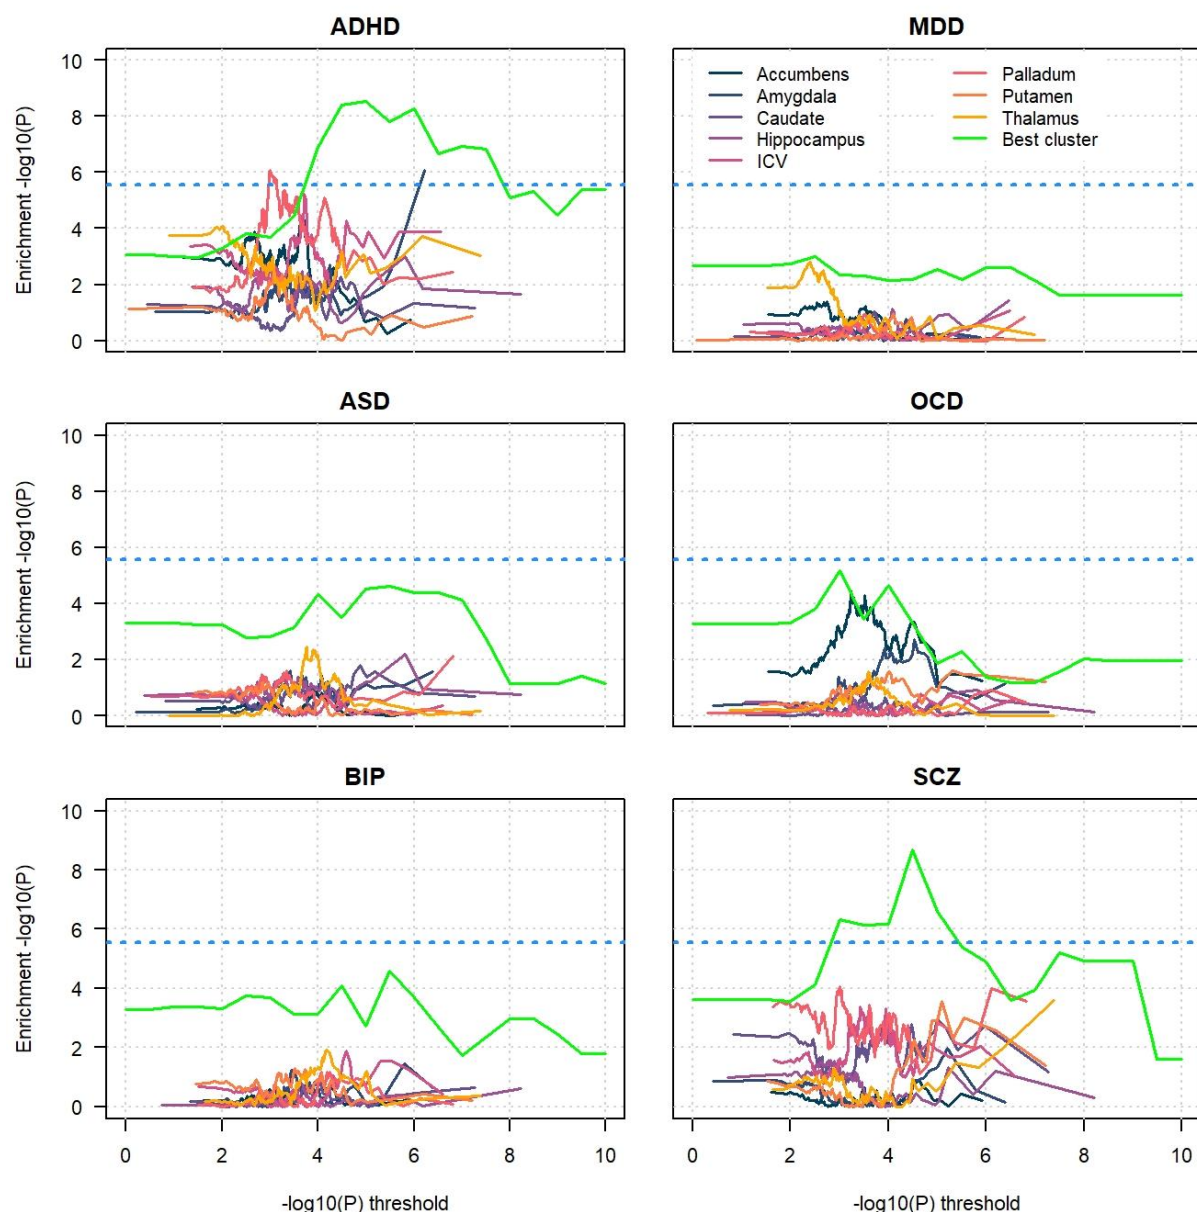 ADHD
MDD
10
8
6
4
2
0
Enrichment -log10(P)
Accumbens
Amygdala
Caudate
Hippocampus
ICV
Palladum
Putamen
Thalamus
Best cluster
ASD
OCD
10
8
6
4
2
0
Enrichment -log10(P)
BIP
SCZ
10
8
6
4
2
0
Enrichment -log10(P)
0 2 4 6 8 10
0 2 4 6 8 10
-log10(P) threshold
-log10(P) threshold